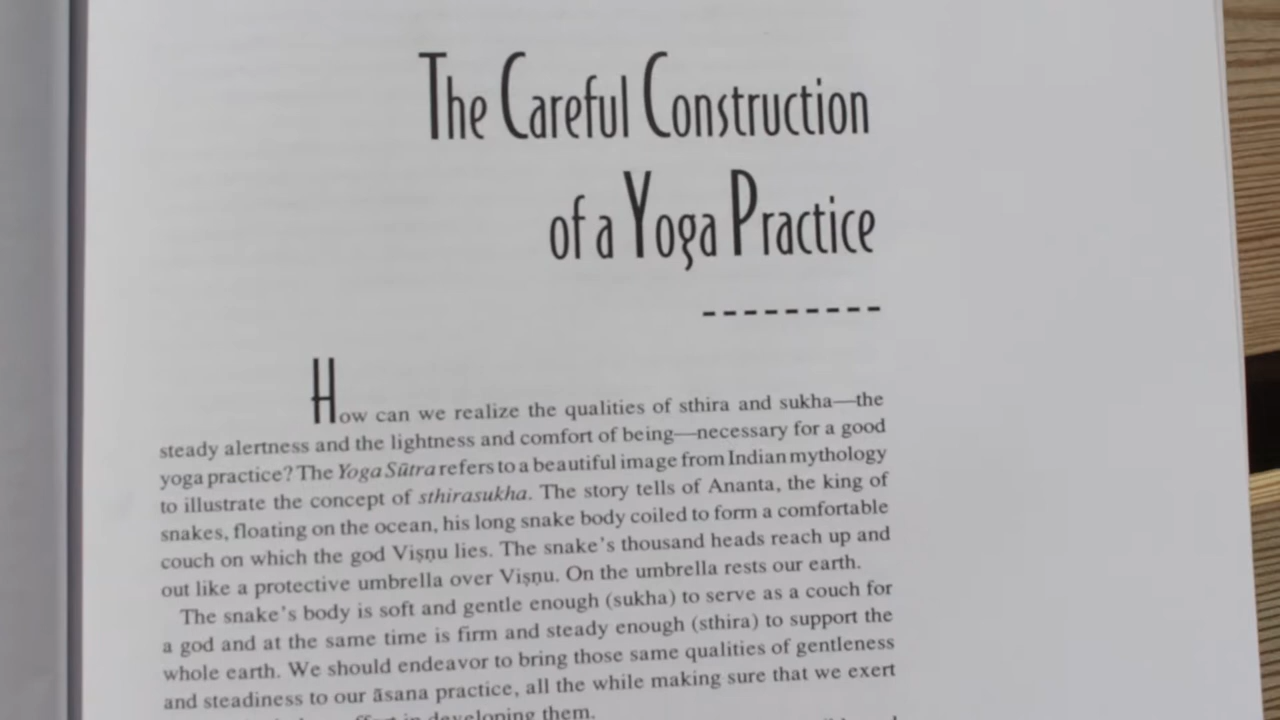 The Careful Construction
of a Yoga Practice
---------
How can we realize the qualities of sthira and sukha—the
steady alertness and the lightness and comfort of being—necessary for a good
yoga practice? The Yoga Sūtra refers to a beautiful image from Indian mythology
to illustrate the concept of sthirasukha. The story tells of Ananta, the king of
snakes, floating on the ocean, his long snake body coiled to form a comfortable
couch on which the god Viṣṇu lies. The snake's thousand heads reach up and
out like a protective umbrella over Viṣṇu. On the umbrella rests our earth.
The snake's body is soft and gentle enough (sukha) to serve as a couch for
a god and at the same time is firm and steady enough (sthira) to support the
whole earth. We should endeavor to bring those same qualities of gentleness
and steadiness to our āsana practice, all the while making sure that we exert
in developing them.